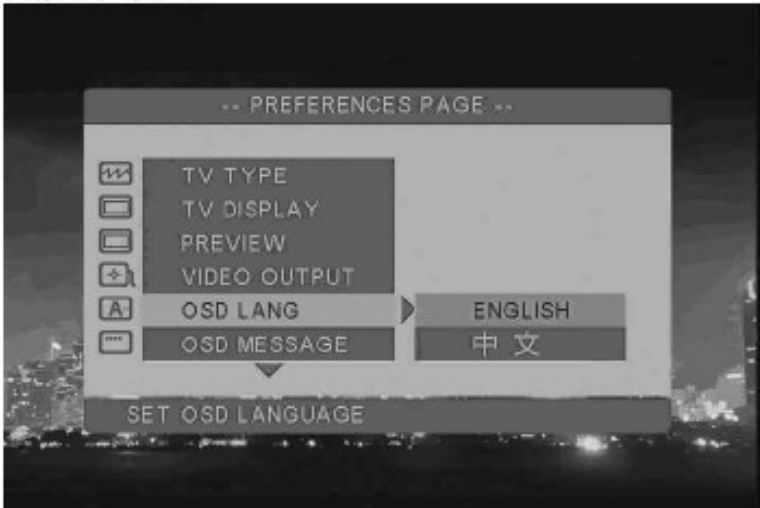 -- PREFERENCES PAGE --
TV TYPE
TV DISPLAY
PREVIEW
VIDEO OUTPUT
OSD LANG
ENGLISH
OSD MESSAGE
中文
SET OSD LANGUAGE